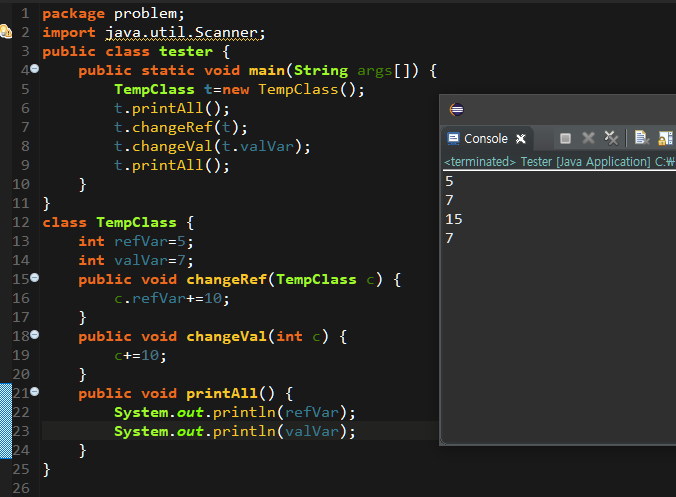 1 package problem;
2 import java.util.Scanner;
3 public class tester {
4 public static void main(String args[]) {
5 TempClass t=new TempClass();
6 t.printAll();
7 t.changeRef(t);
8 t.changeVal(t.valVar);
9 t.printAll();
10 }
11 }
12 class TempClass {
13 int refVar=5;
14 int valVar=7;
15 public void changeRef(TempClass c) {
16 c.refVar+=10;
17 }
18 public void changeVal(int c) {
19 c+=10;
20 }
21 public void printAll() {
22 System.out.println(refVar);
23 System.out.println(valVar);
24 }
25 }
26
Console
<terminated> Tester [Java Application] C:₩
5
7
15
7